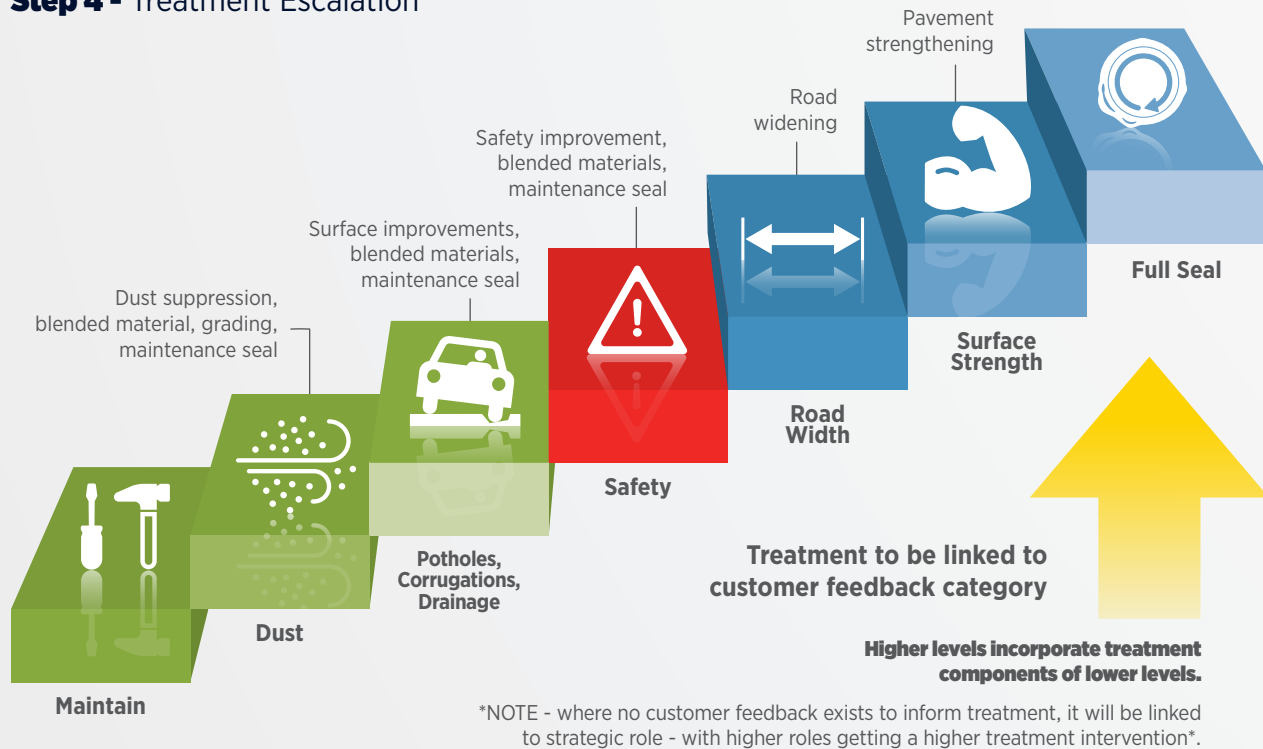 Step 4 - Treatment Escalation
Pavement
strengthening
Road
widening
Safety improvement,
blended materials,
maintenance seal
Surface improvements,
blended materials,
maintenance seal
Dust suppression,
blended material, grading,
maintenance seal
Full Seal
Surface
Strength
Road
Width
Safety
Potholes,
Corrugations,
Drainage
Dust
Maintain
Treatment to be linked to
customer feedback category
Higher levels incorporate treatment
components of lower levels.
*NOTE - where no customer feedback exists to inform treatment, it will be linked
to strategic role - with higher roles getting a higher treatment intervention*.